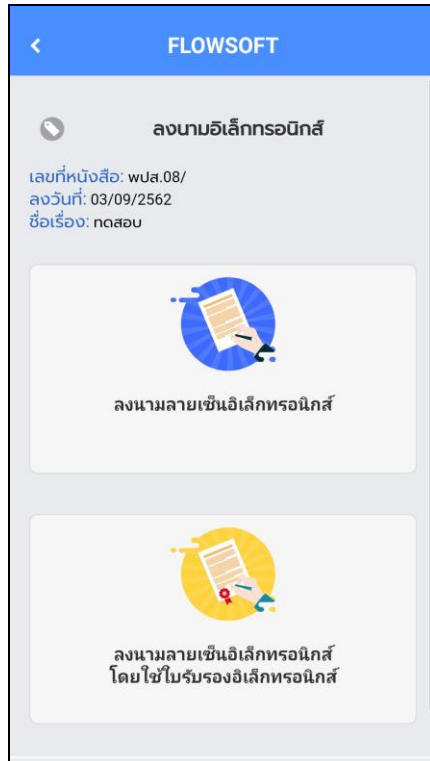 FLOWSOFT
ลงนามอิเล็กทรอนิกส์
เลขที่หนังสือ: พปส.08/
ลงวันที่: 03/09/2562
ชื่อเรื่อง: ทดสอบ
ลงนามลายเซ็นอิเล็กทรอนิกส์
ลงนามลายเซ็นอิเล็กทรอนิกส์
โดยใช้ใบรับรองอิเล็กทรอนิกส์